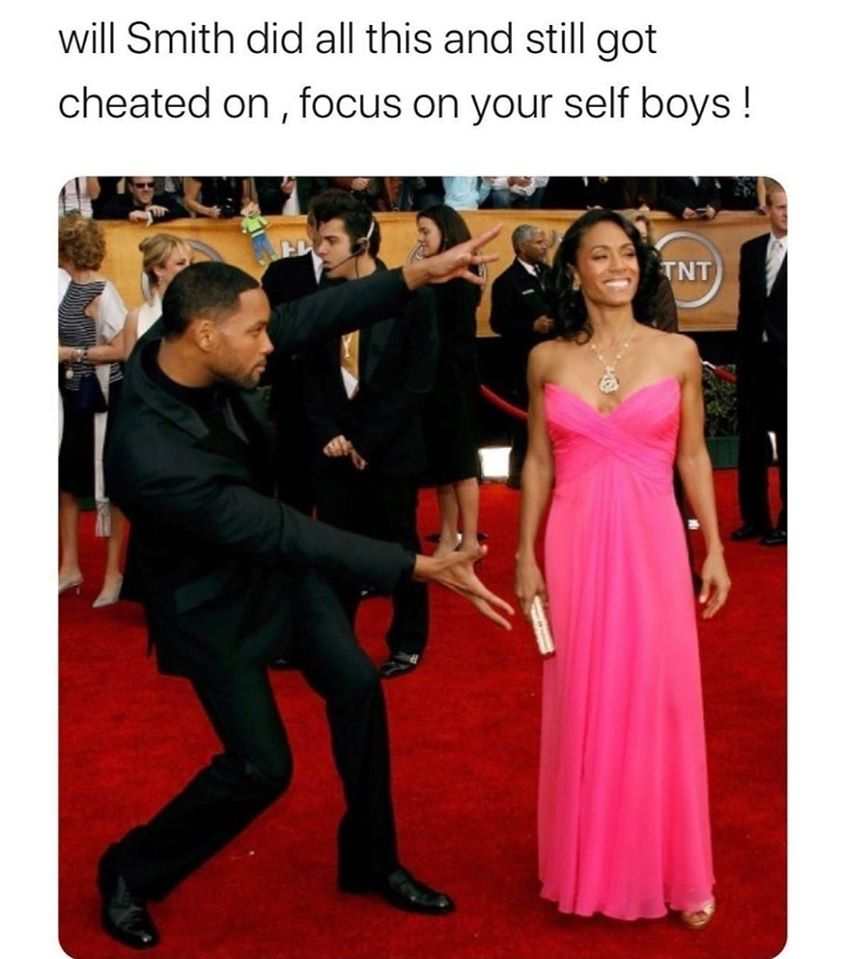 will Smith did all this and still got
cheated on , focus on your self boys !
TNT